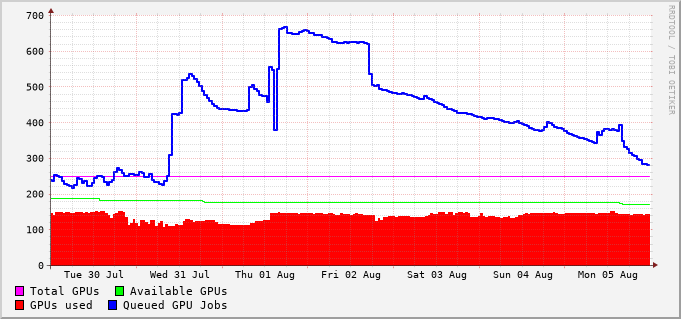 700
600
500
400
300
200
100
0
Tue 30 Jul Wed 31 Jul Thu 01 Aug Fri 02 Aug Sat 03 Aug Sun 04 Aug Mon 05 Aug
Total GPUs Available GPUs
GPUs used Queued GPU Jobs
RRDTOOL / TOBI OETIKER